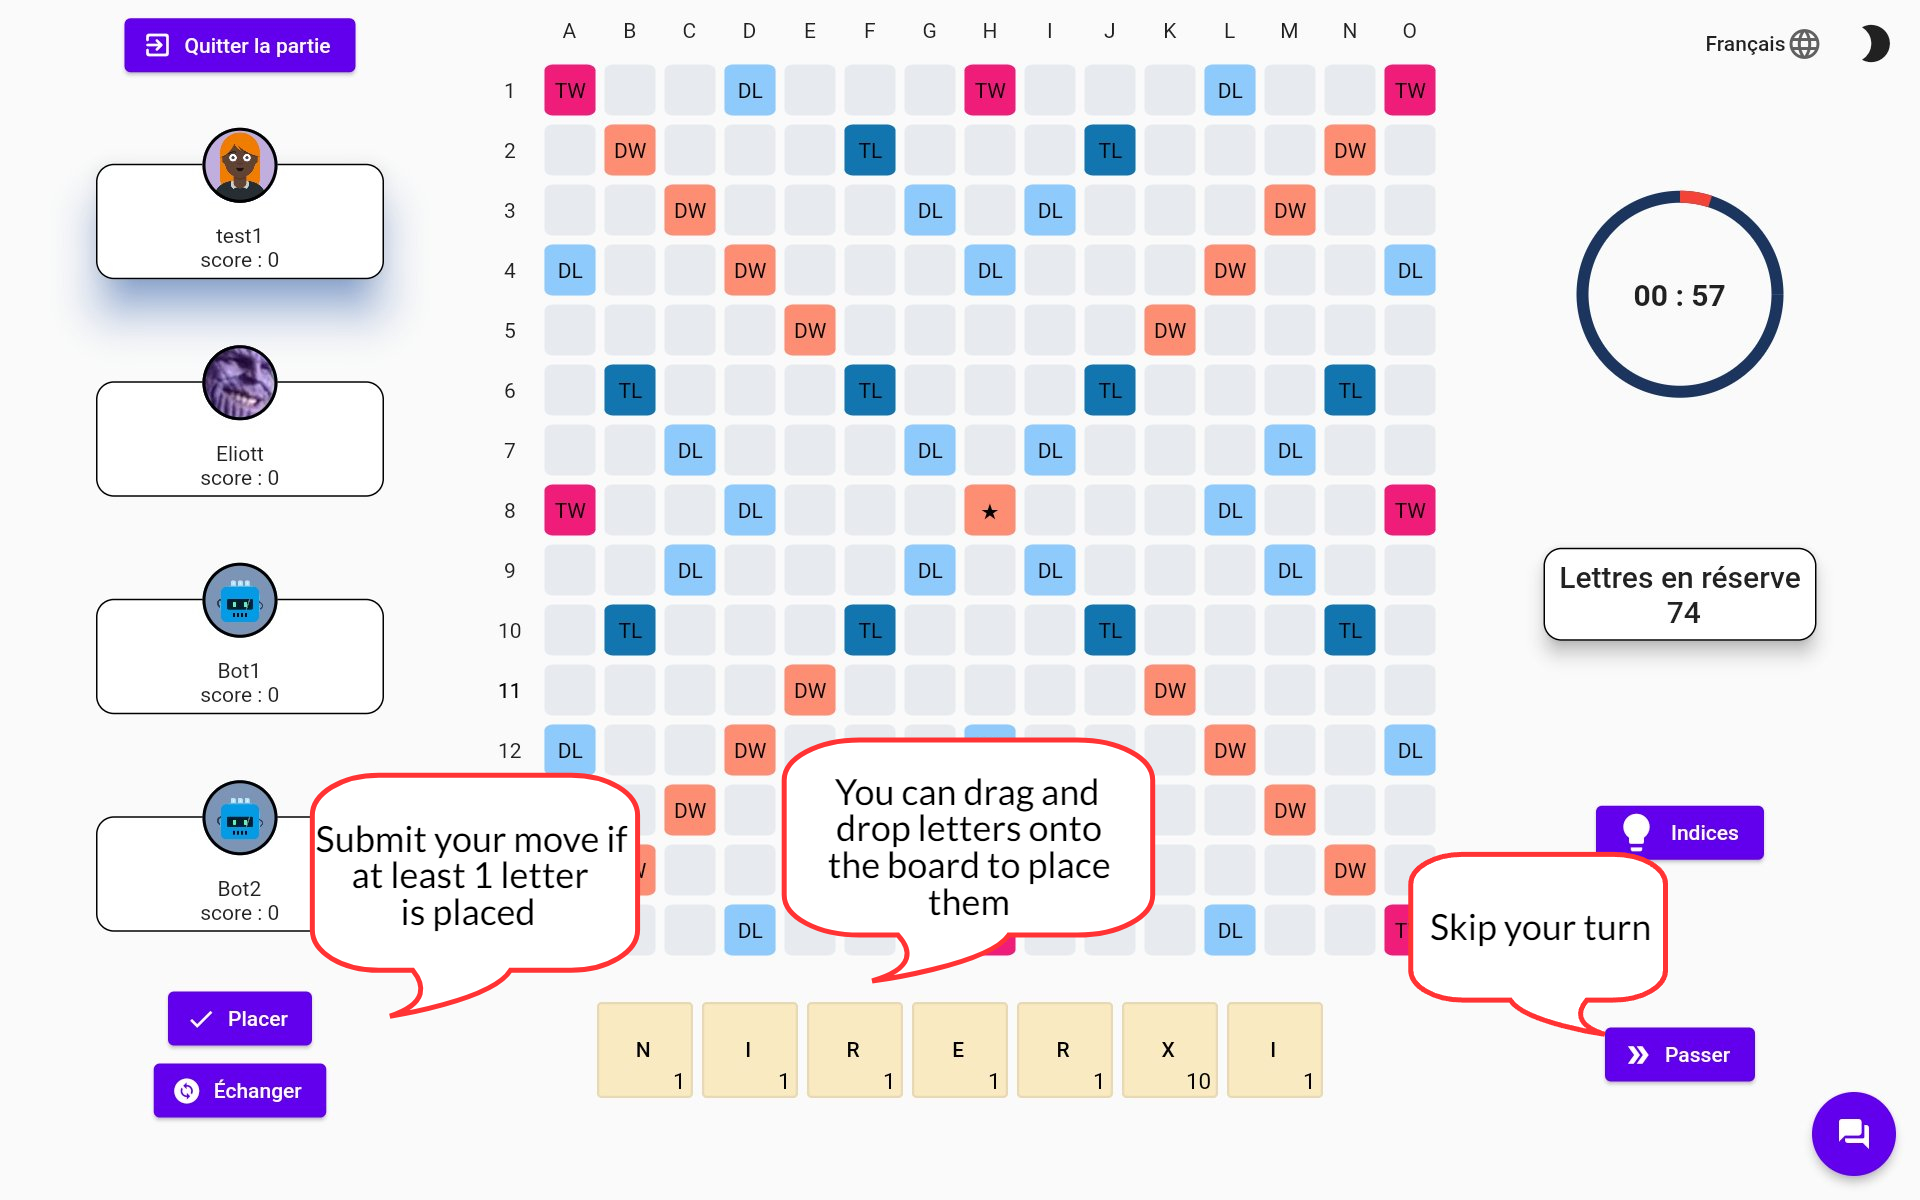 Quitter la partie
Français
A B C D E F G H I J K L M N O
1 TW DL TW DL TW
2 DW TL TL DW
3 DW DL DL DW
4 DL DW DL DW DL
5 DW DW
6 TL TL TL TL
7 DL DL DL DL
8 TW DL ★ DL TW
9 DL DL DL DL
10 TL TL TL TL
11 DW DW
12 DL DW DW DL
DW DW
DW
DL DL
test1
score : 0
Eliott
score : 0
Bot1
score : 0
Bot2
score : 0
00 : 57
Lettres en réserve
74
Indices
Submit your move if
at least 1 letter
is placed
You can drag and
drop letters onto
the board to place
them
Skip your turn
Placer
Échanger
N 1
I 1
R 1
E 1
R 1
X 10
I 1
Passer